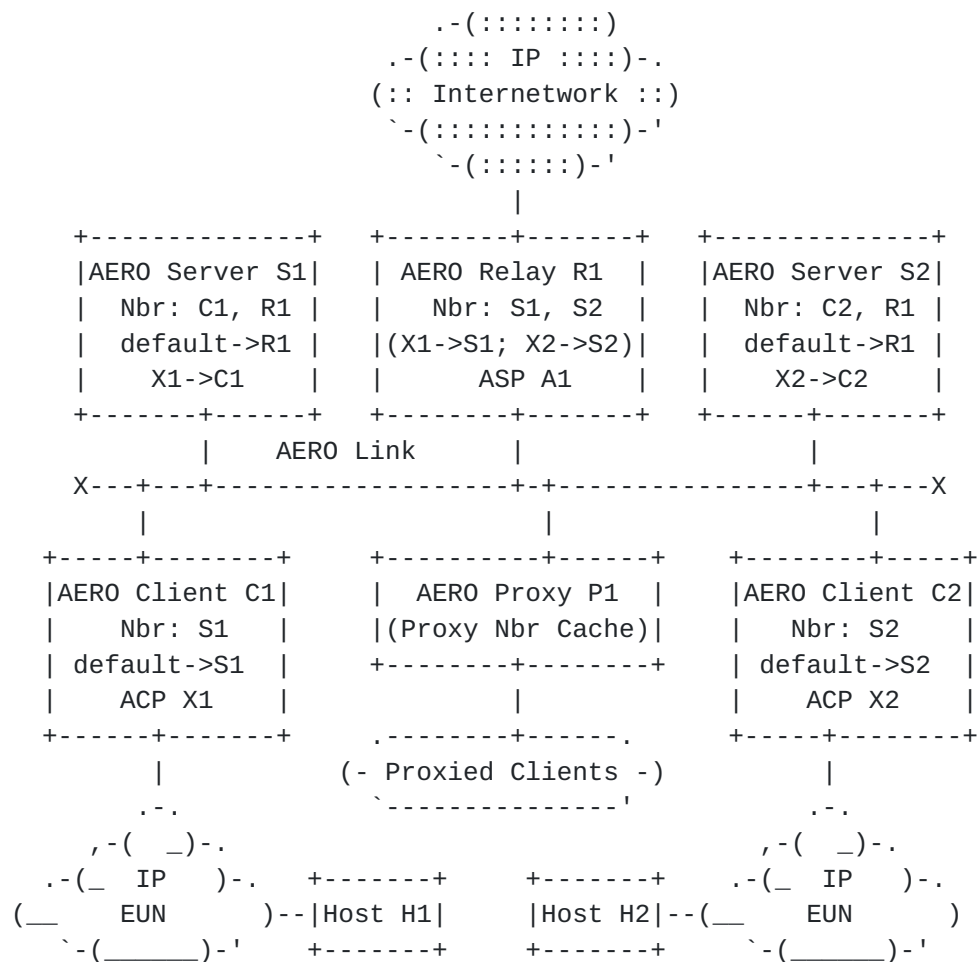 IP
Internetwork
AERO Server S1   AERO Relay R1   AERO Server S2
Nbr: C1, R1   Nbr: S1, S2   Nbr: C2, R1
default->R1   (X1->S1; X2->S2)   default->R1
X1->C1   ASP A1   X2->C2
AERO Link
X   X
AERO Client C1   AERO Proxy P1   AERO Client C2
Nbr: S1   (Proxy Nbr Cache)   Nbr: S2
default->S1   default->S2
ACP X1   ACP X2
(- Proxied Clients -)
IP   IP
EUN   Host H1   Host H2   EUN